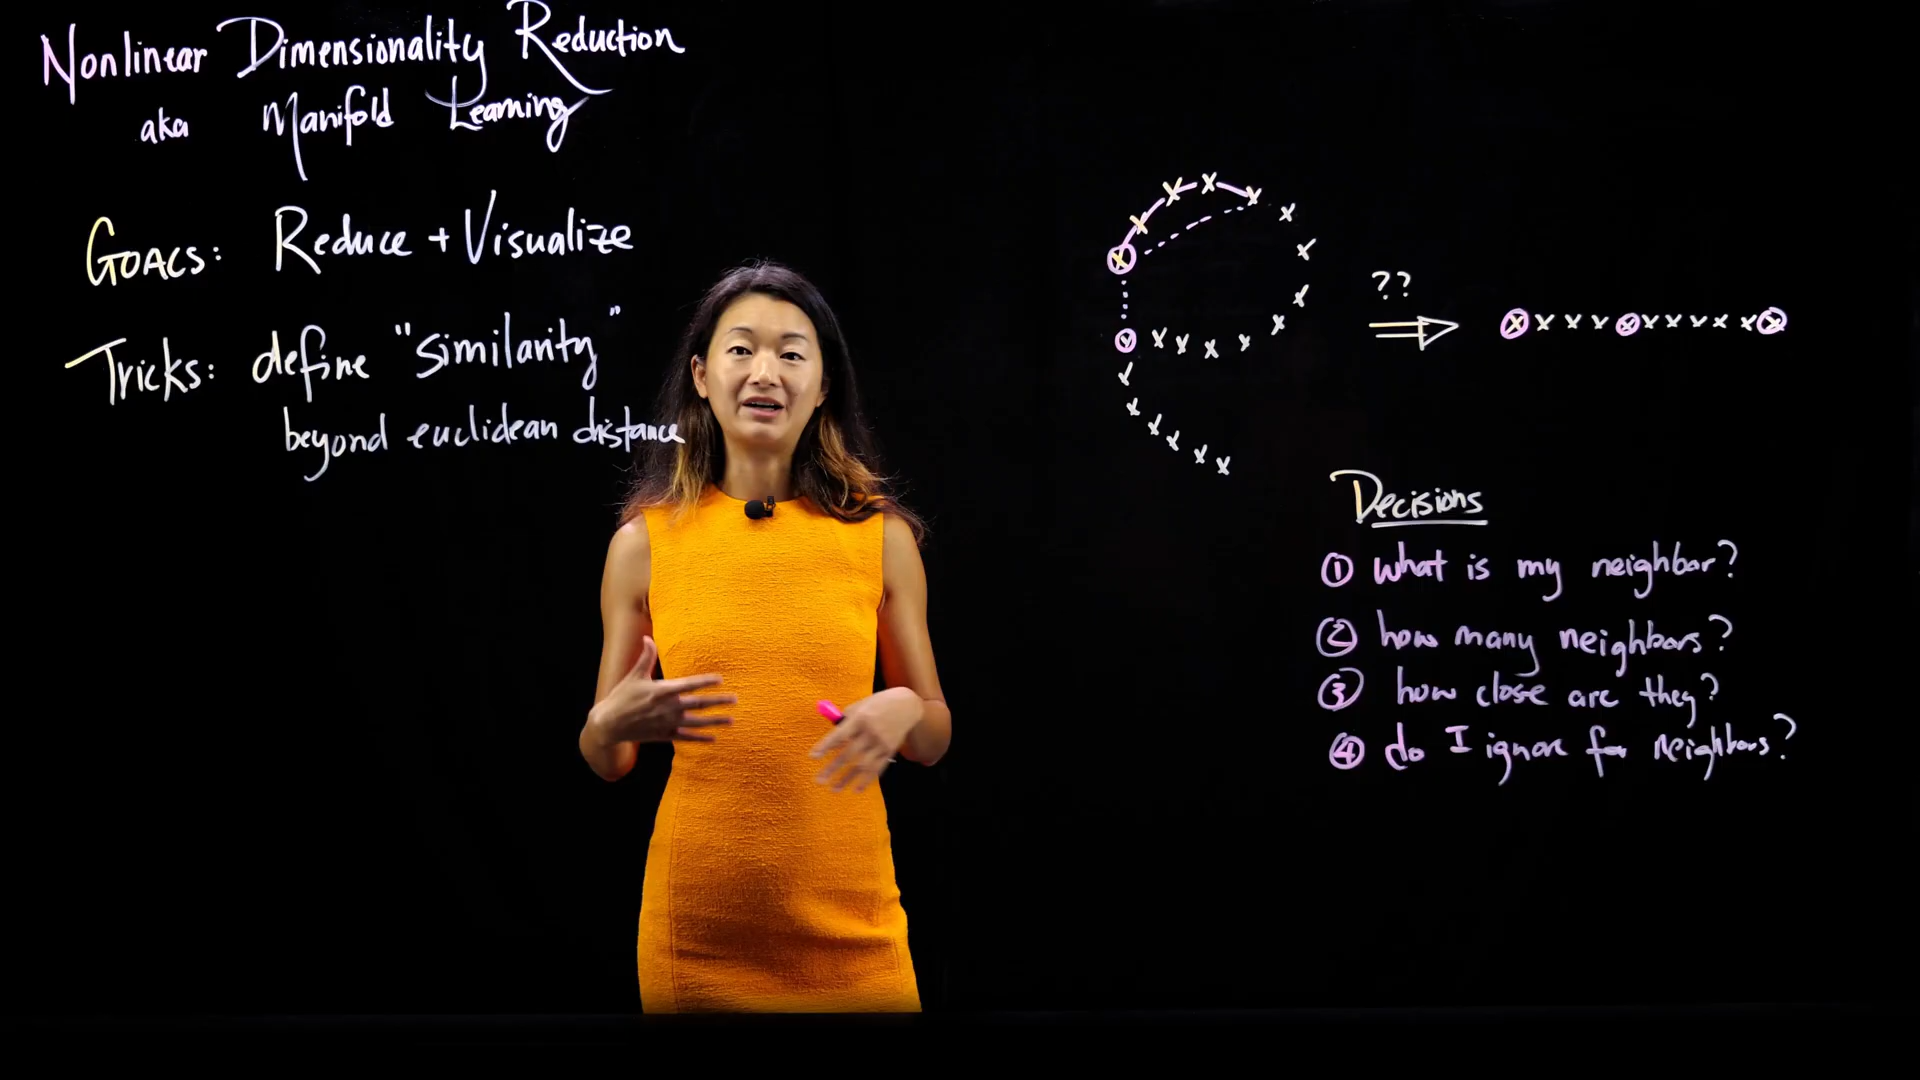 Nonlinear Dimensionality Reduction
aka Manifold Learning
Goals: Reduce + Visualize
Tricks: define "similarity"
beyond euclidean distance
??
Decisions
① what is my neighbor?
② how many neighbors?
③ how close are they?
④ do I ignore far neighbors?